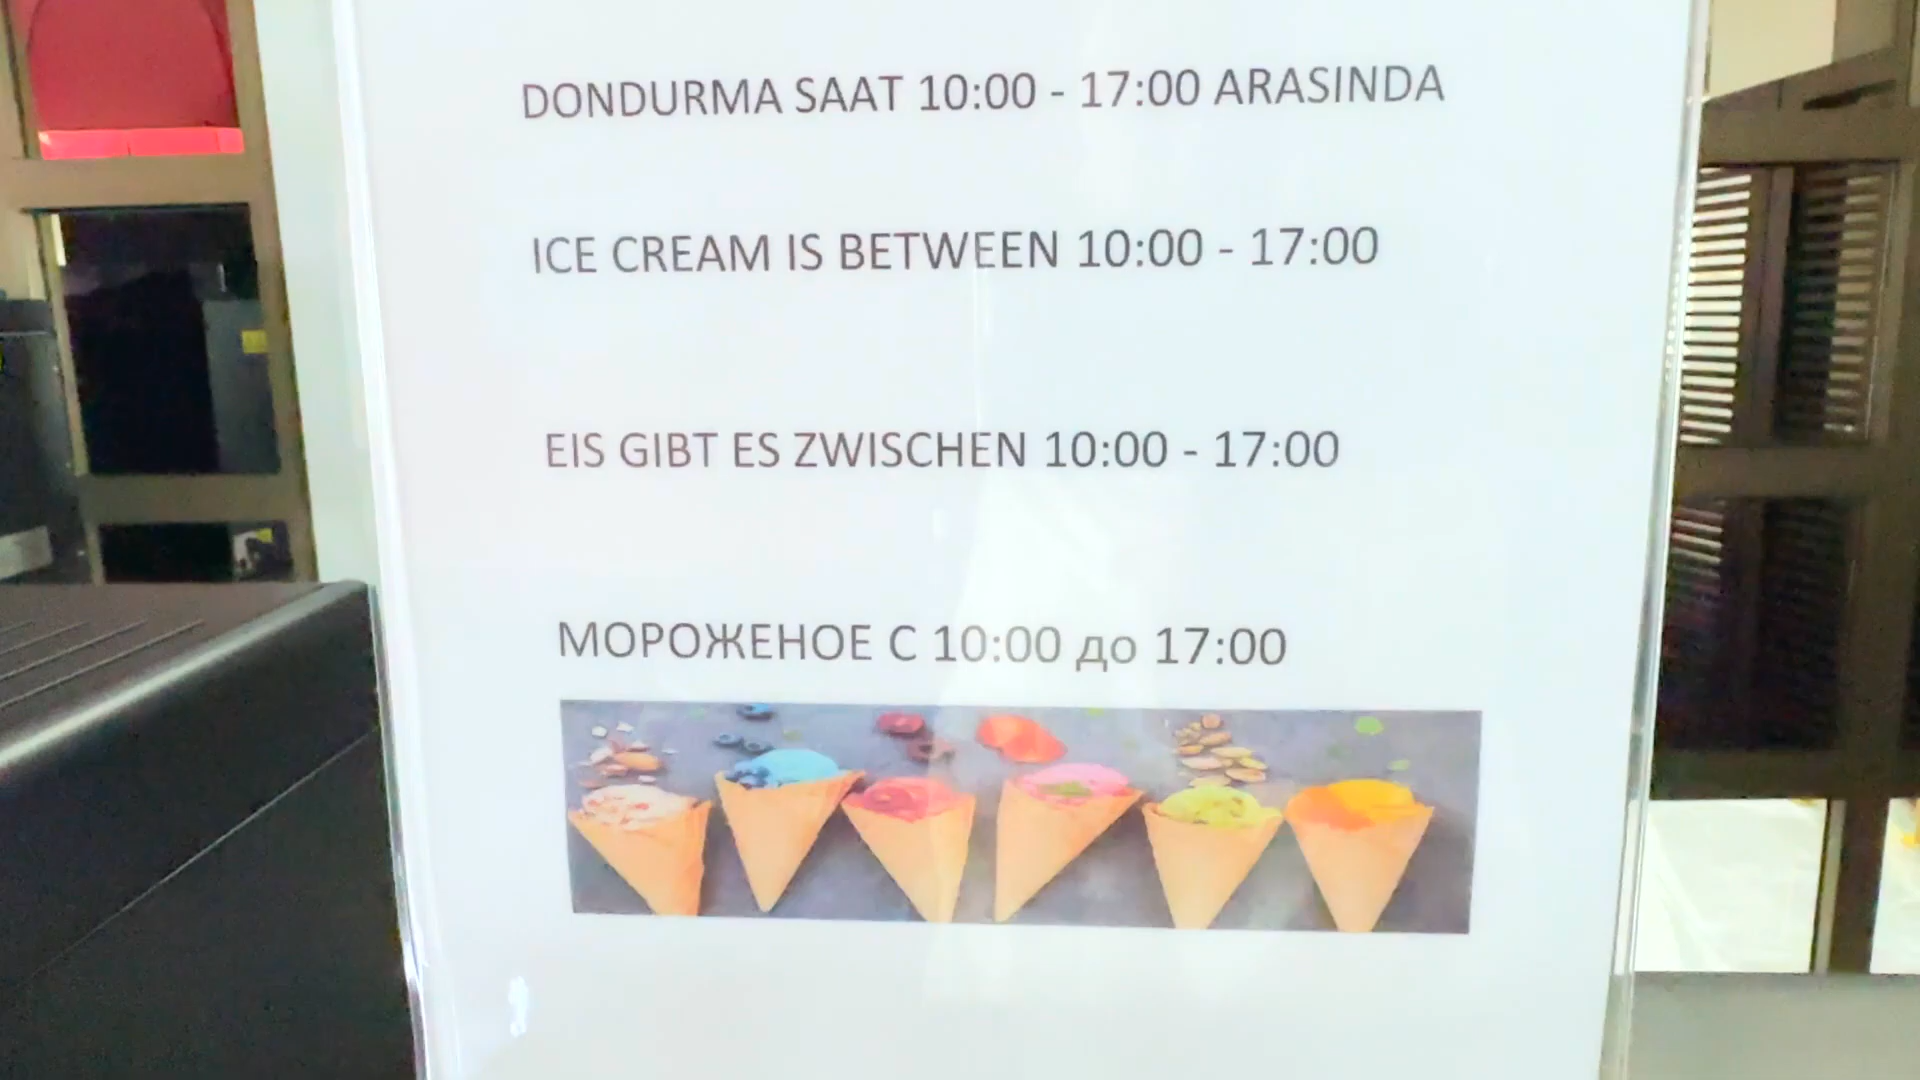 DONDURMA SAAT 10:00 - 17:00 ARASINDA
ICE CREAM IS BETWEEN 10:00 - 17:00
EIS GIBT ES ZWISCHEN 10:00 - 17:00
МОРОЖЕНОЕ С 10:00 до 17:00